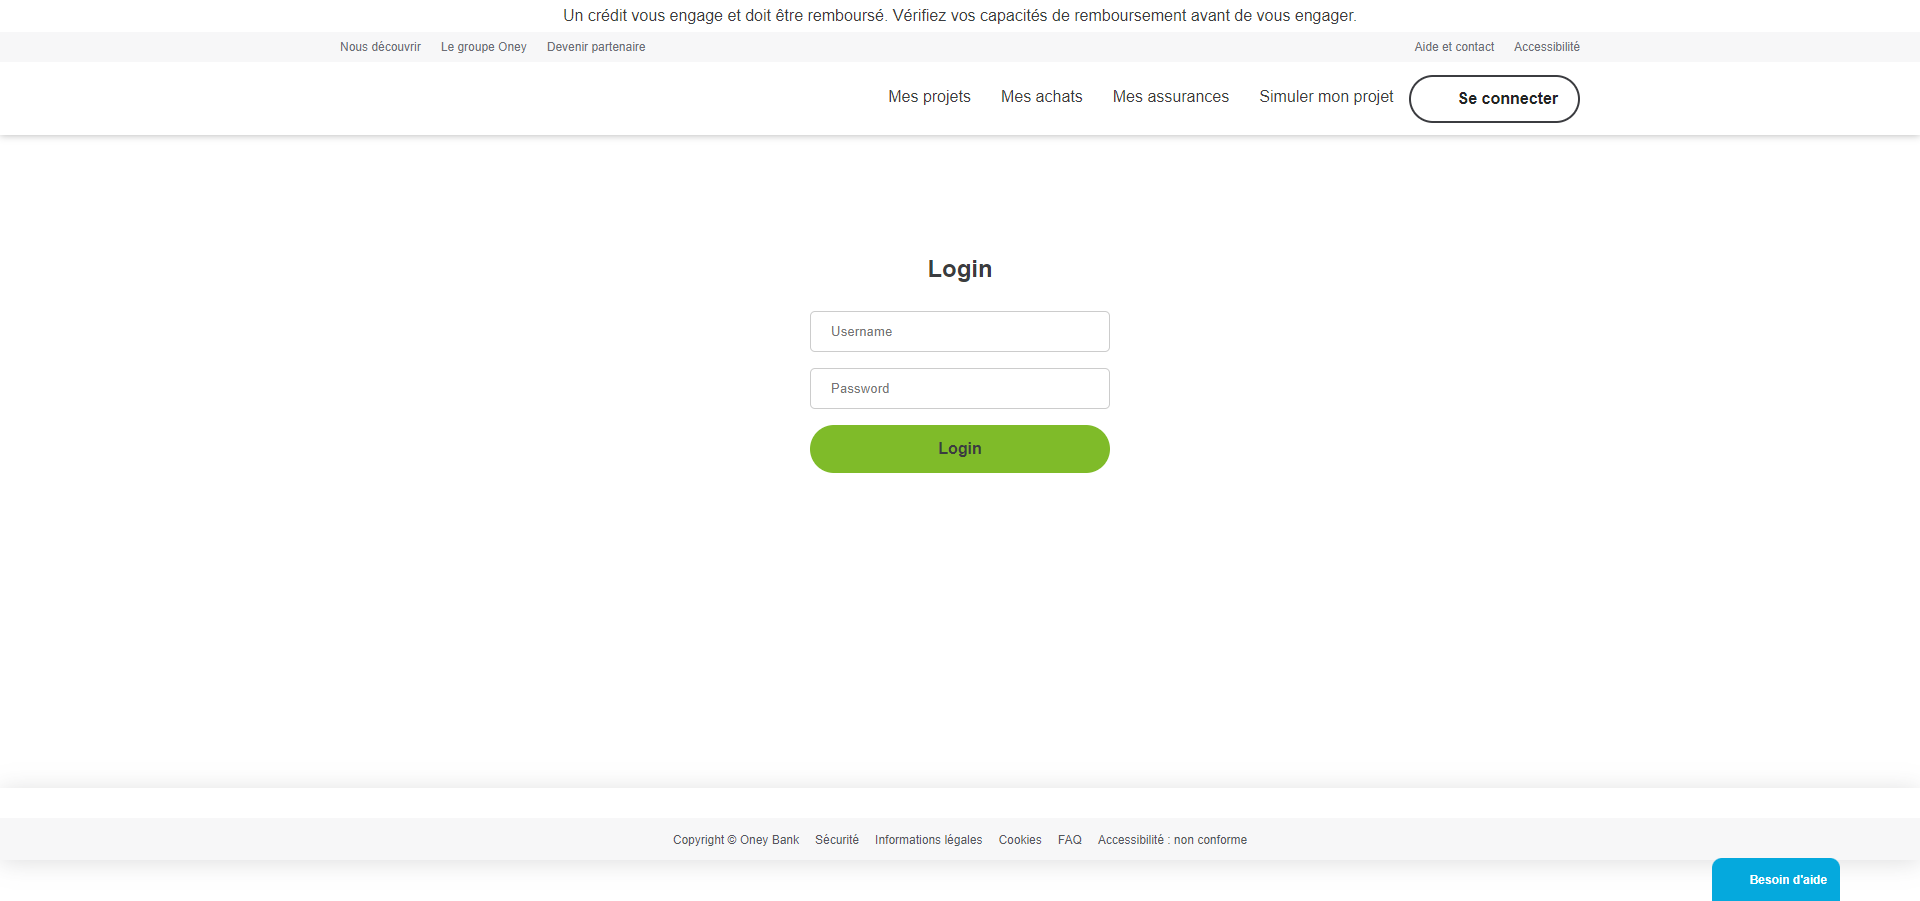 Un crédit vous engage et doit être remboursé. Vérifiez vos capacités de remboursement avant de vous engager.
Nous découvrir Le groupe Oney Devenir partenaire Aide et contact Accessibilité
Mes projets Mes achats Mes assurances Simuler mon projet Se connecter
Login
Username
Password
Login
Copyright © Oney Bank Sécurité Informations légales Cookies FAQ Accessibilité : non conforme
Besoin d'aide